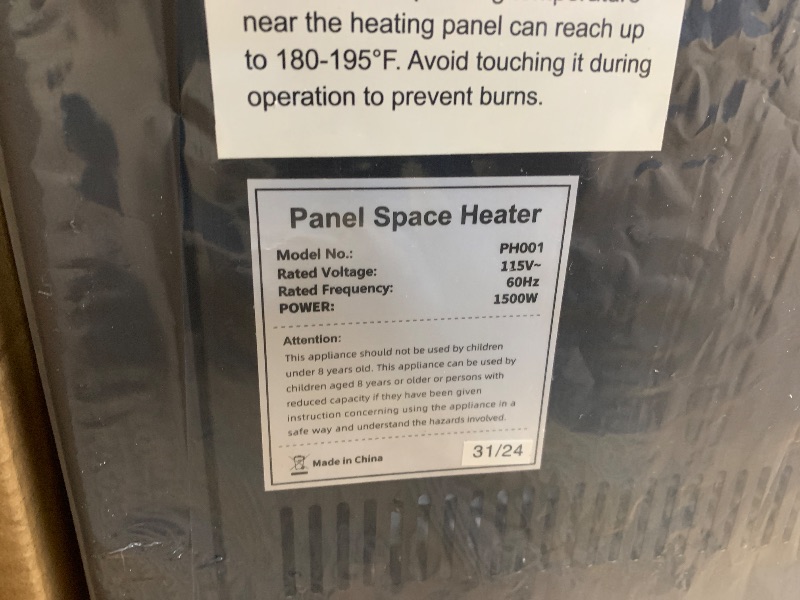 near the heating panel can reach up
to 180-195°F. Avoid touching it during
operation to prevent burns.
Panel Space Heater
Model No.: PH001
Rated Voltage: 115V~
Rated Frequency: 60Hz
POWER: 1500W
Attention:
This appliance should not be used by children
under 8 years old. This appliance can be used by
children aged 8 years or older or persons with
reduced capacity if they have been given
instruction concerning using the appliance in a
safe way and understand the hazards involved.
Made in China 31/24